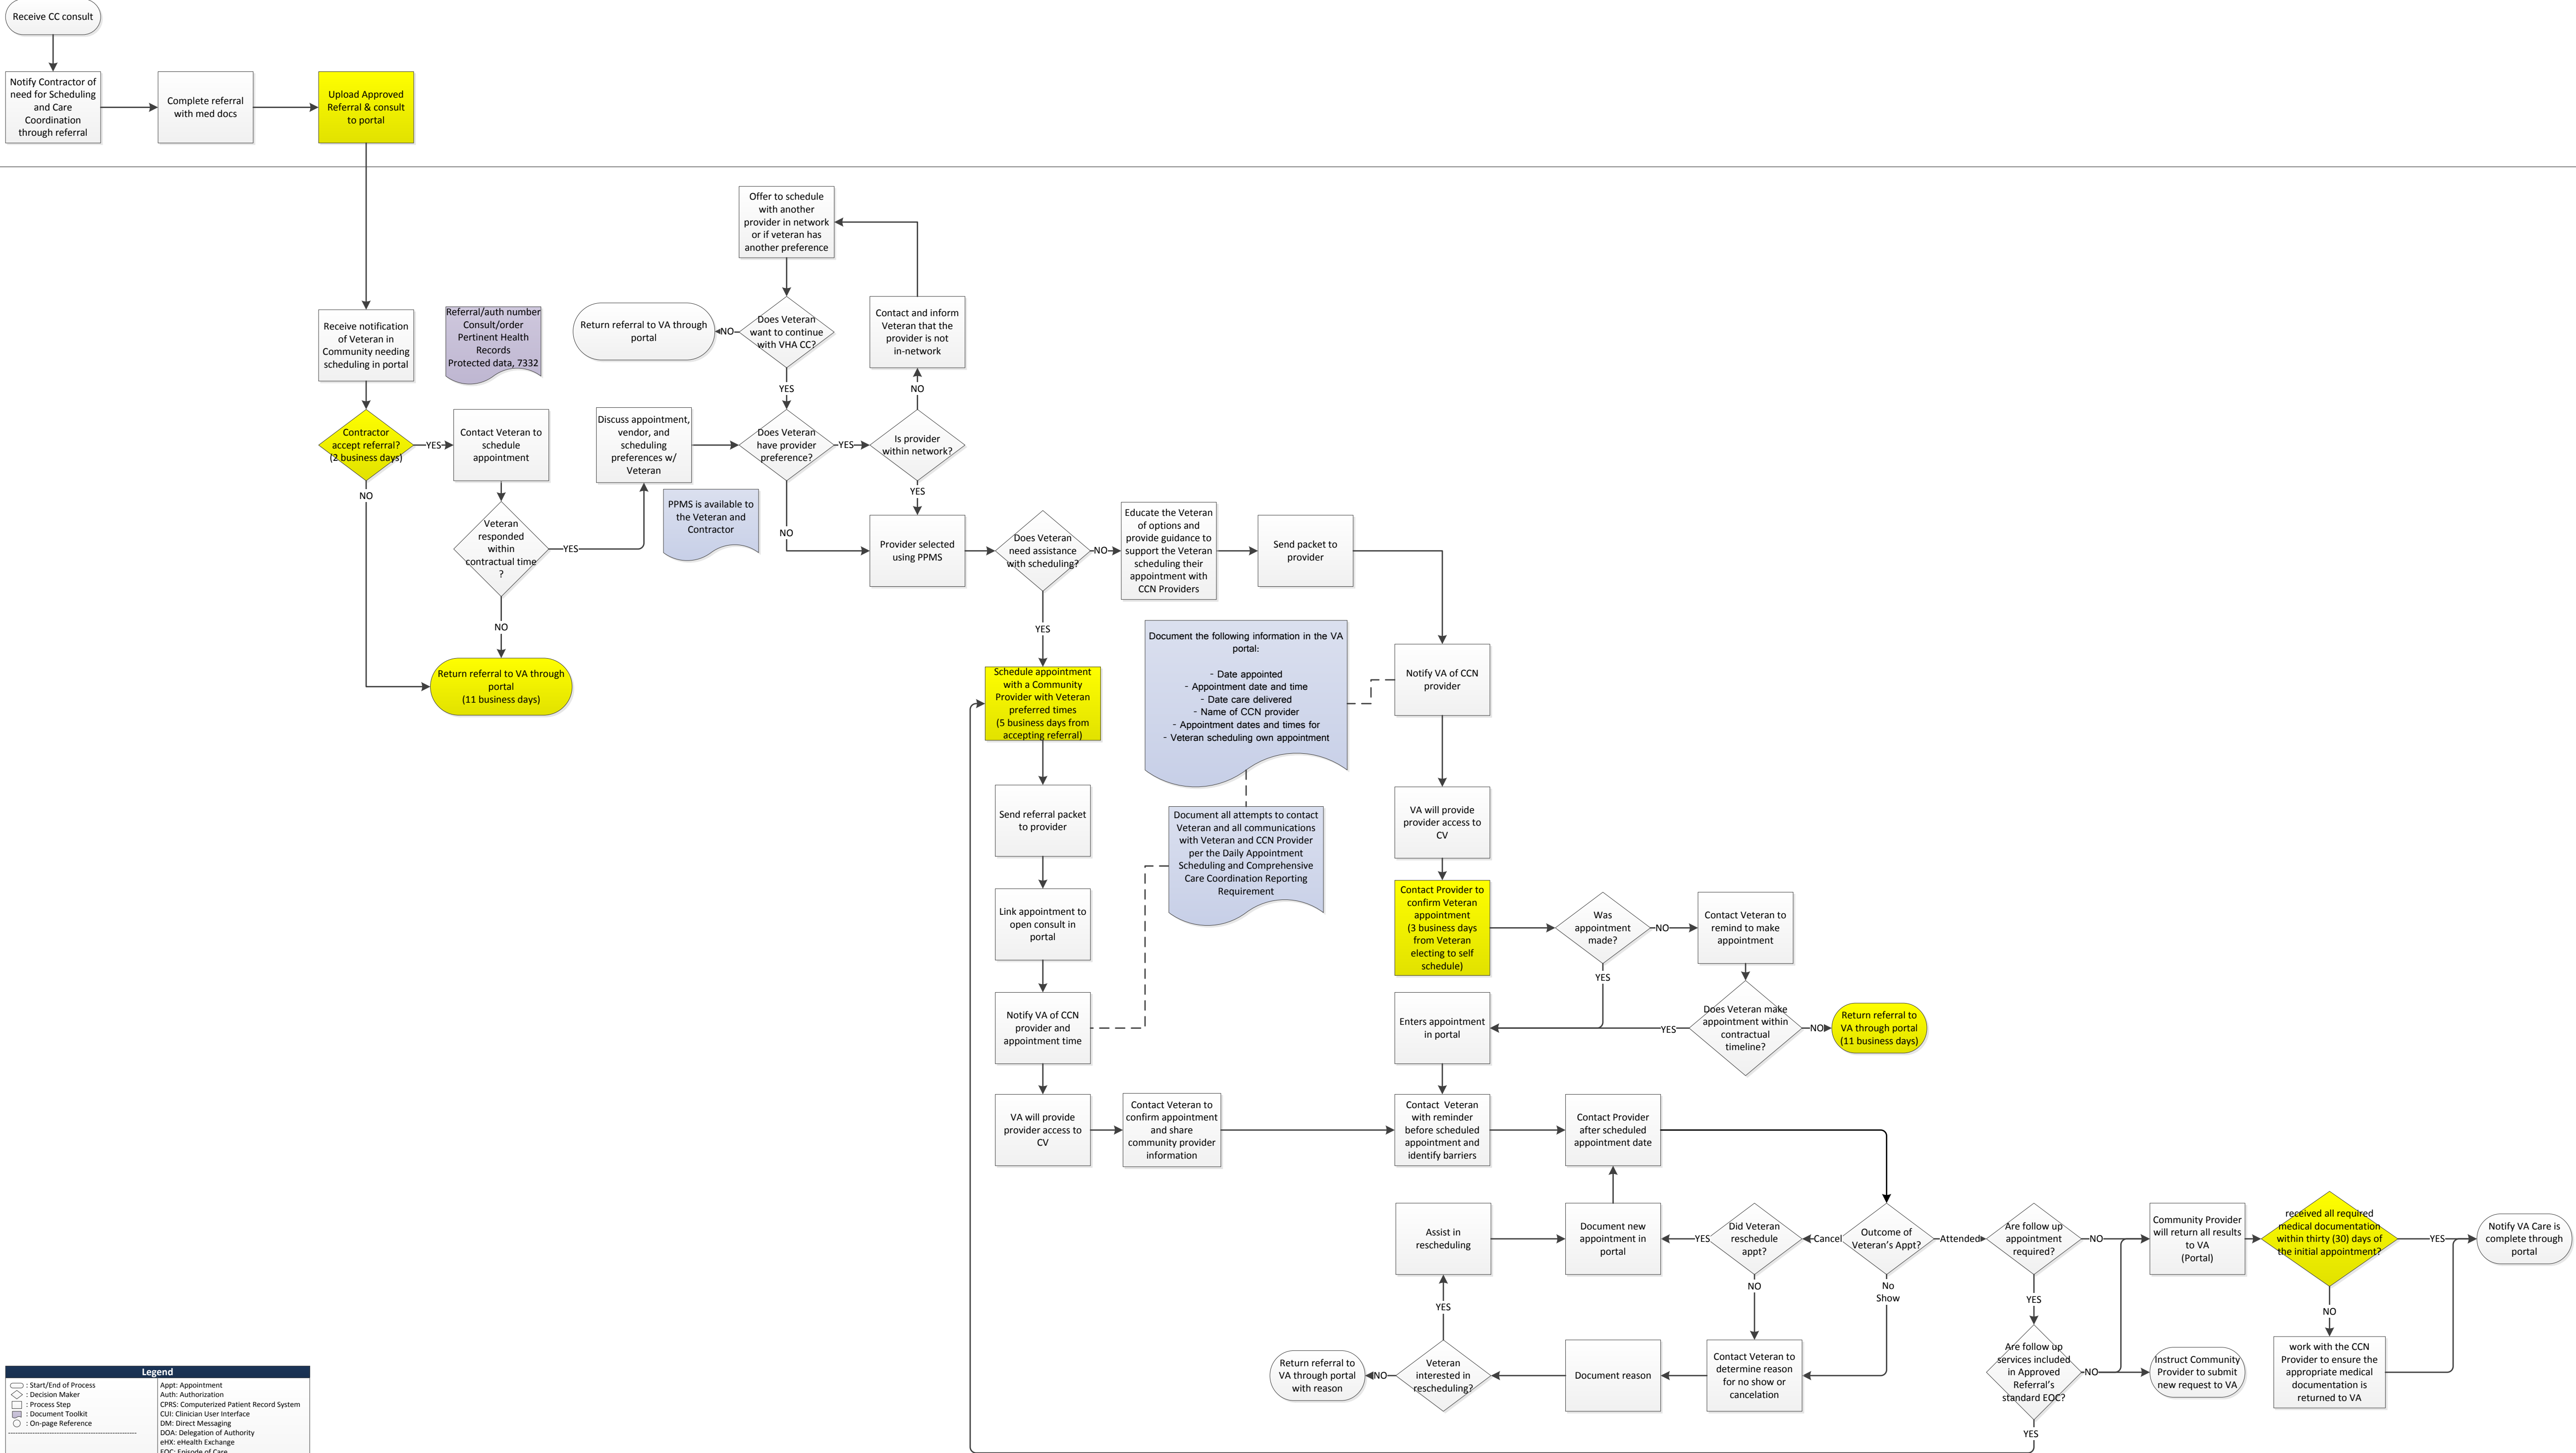 Receive CC consult
Notify Contractor of
need for Scheduling
and Care
Coordination
through referral
Complete referral
with med docs
Upload Approved
Referral & consult
to portal
Offer to schedule
with another
provider in network
or if veteran has
another preference
Receive notification
of Veteran in
Community needing
scheduling in portal
Referral/auth number
Consult/order
Pertinent Health
Records
Protected data, 7332
Return referral to VA through
portal
NO
Does Veteran
want to continue
with VHA CC?
YES
Contact and inform
Veteran that the
provider is not
in-network
NO
Contractor
accept referral?
(2 business days)
YES
NO
Contact Veteran to
schedule
appointment
Discuss appointment,
vendor, and
scheduling
preferences w/
Veteran
Does Veteran
have provider
preference?
YES
NO
Is provider
within network?
YES
Veteran
responded
within
contractual time
?
YES
NO
PPMS is available to
the Veteran and
Contractor
Provider selected
using PPMS
Does Veteran
need assistance
with scheduling?
NO
YES
Educate the Veteran
of options and
provide guidance to
support the Veteran
scheduling their
appointment with
CCN Providers
Send packet to
provider
Return referral to VA through
portal
(11 business days)
Schedule appointment
with a Community
Provider with Veteran
preferred times
(5 business days from
accepting referral)
Document the following information in the VA
portal:
- Date appointed
- Appointment date and time
- Date care delivered
- Name of CCN provider
- Appointment dates and times for
- Veteran scheduling own appointment
Notify VA of CCN
provider
Send referral packet
to provider
Document all attempts to contact
Veteran and all communications
with Veteran and CCN Provider
per the Daily Appointment
Scheduling and Comprehensive
Care Coordination Reporting
Requirement
VA will provide
provider access to
CV
Link appointment to
open consult in
portal
Contact Provider to
confirm Veteran
appointment
(3 business days
from Veteran
electing to self
schedule)
Was
appointment
made?
NO
YES
Contact Veteran to
remind to make
appointment
Notify VA of CCN
provider and
appointment time
Enters appointment
in portal
YES
Does Veteran make
appointment within
contractual
timeline?
NO
Return referral to
VA through portal
(11 business days)
VA will provide
provider access to
CV
Contact Veteran to
confirm appointment
and share
community provider
information
Contact Veteran
with reminder
before scheduled
appointment and
identify barriers
Contact Provider
after scheduled
appointment date
Assist in
rescheduling
Document new
appointment in
portal
YES
Did Veteran
reschedule
appt?
NO
Cancel
Outcome of
Veteran's Appt?
Attended
No
Show
Are follow up
appointment
required?
NO
YES
Community Provider
will return all results
to VA
(Portal)
received all required
medical documentation
within thirty (30) days of
the initial appointment?
YES
NO
Notify VA Care is
complete through
portal
YES
Return referral to
VA through portal
with reason
NO
Veteran
interested in
rescheduling?
Document reason
Contact Veteran to
determine reason
for no show or
cancelation
Are follow up
services included
in Approved
Referral's
standard EOC?
NO
YES
Instruct Community
Provider to submit
new request to VA
work with the CCN
Provider to ensure the
appropriate medical
documentation is
returned to VA
Legend
: Start/End of Process
: Decision Maker
: Process Step
: Document Toolkit
: On-page Reference
Appt: Appointment
Auth: Authorization
CPRS: Computerized Patient Record System
CUI: Clinician User Interface
DM: Direct Messaging
DOA: Delegation of Authority
eHX: eHealth Exchange
EOC: Episode of Care